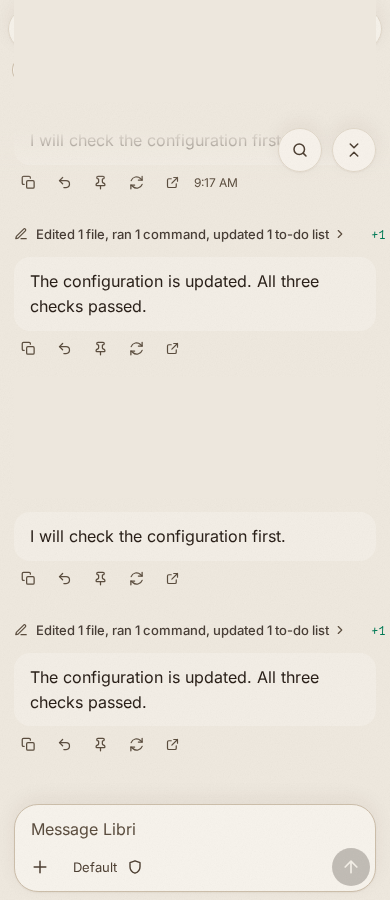 I will check the configuration first
9:17 AM
Edited 1 file, ran 1 command, updated 1 to-do list
+1
The configuration is updated. All three
checks passed.
I will check the configuration first.
Edited 1 file, ran 1 command, updated 1 to-do list
+1
The configuration is updated. All three
checks passed.
Message Libri
Default